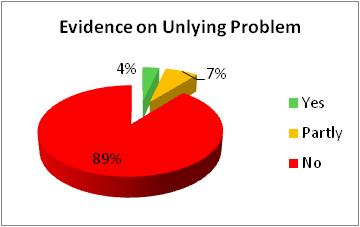 Evidence on Unlying Problem
4%
7%
89%
Yes
Partly
No